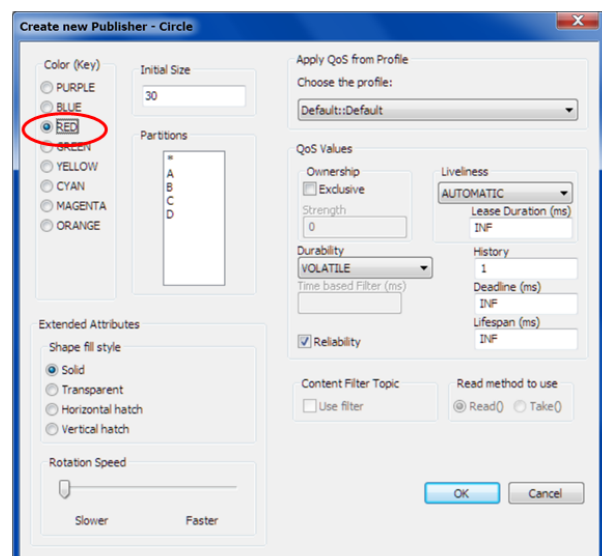 Create new Publisher - Circle
Color (Key)
PURPLE
BLUE
RED
GREEN
YELLOW
CYAN
MAGENTA
ORANGE
Initial Size
30
Partitions
*
A
B
C
D
Apply QoS from Profile
Choose the profile:
Default::Default
QoS Values
Ownership
Exclusive
Strength
0
Liveliness
AUTOMATIC
Lease Duration (ms)
INF
Durability
VOLATILE
Time based Filter (ms)
History
1
Deadline (ms)
INF
Lifespan (ms)
INF
Reliability
Extended Attributes
Shape fill style
Solid
Transparent
Horizontal hatch
Vertical hatch
Content Filter Topic
Use filter
Read method to use
Read() Take()
Rotation Speed
Slower Faster
OK Cancel